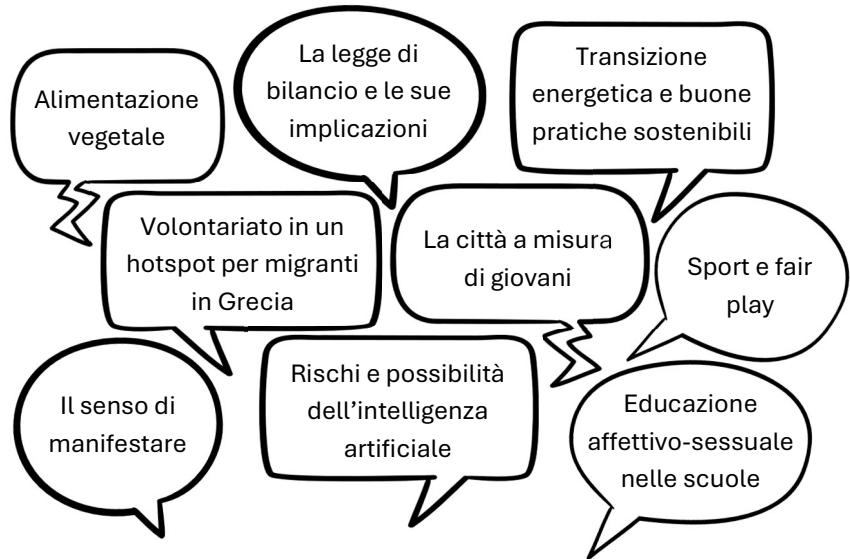 Alimentazione
vegetale
La legge di
bilancio e le sue
implicazioni
Transizione
energetica e buone
pratiche sostenibili
Volontariato in un
hotspot per migranti
in Grecia
La città a misura
di giovani
Sport e fair
play
Il senso di
manifestare
Rischi e possibilità
dell’intelligenza
artificiale
Educazione
affettivo-sessuale
nelle scuole